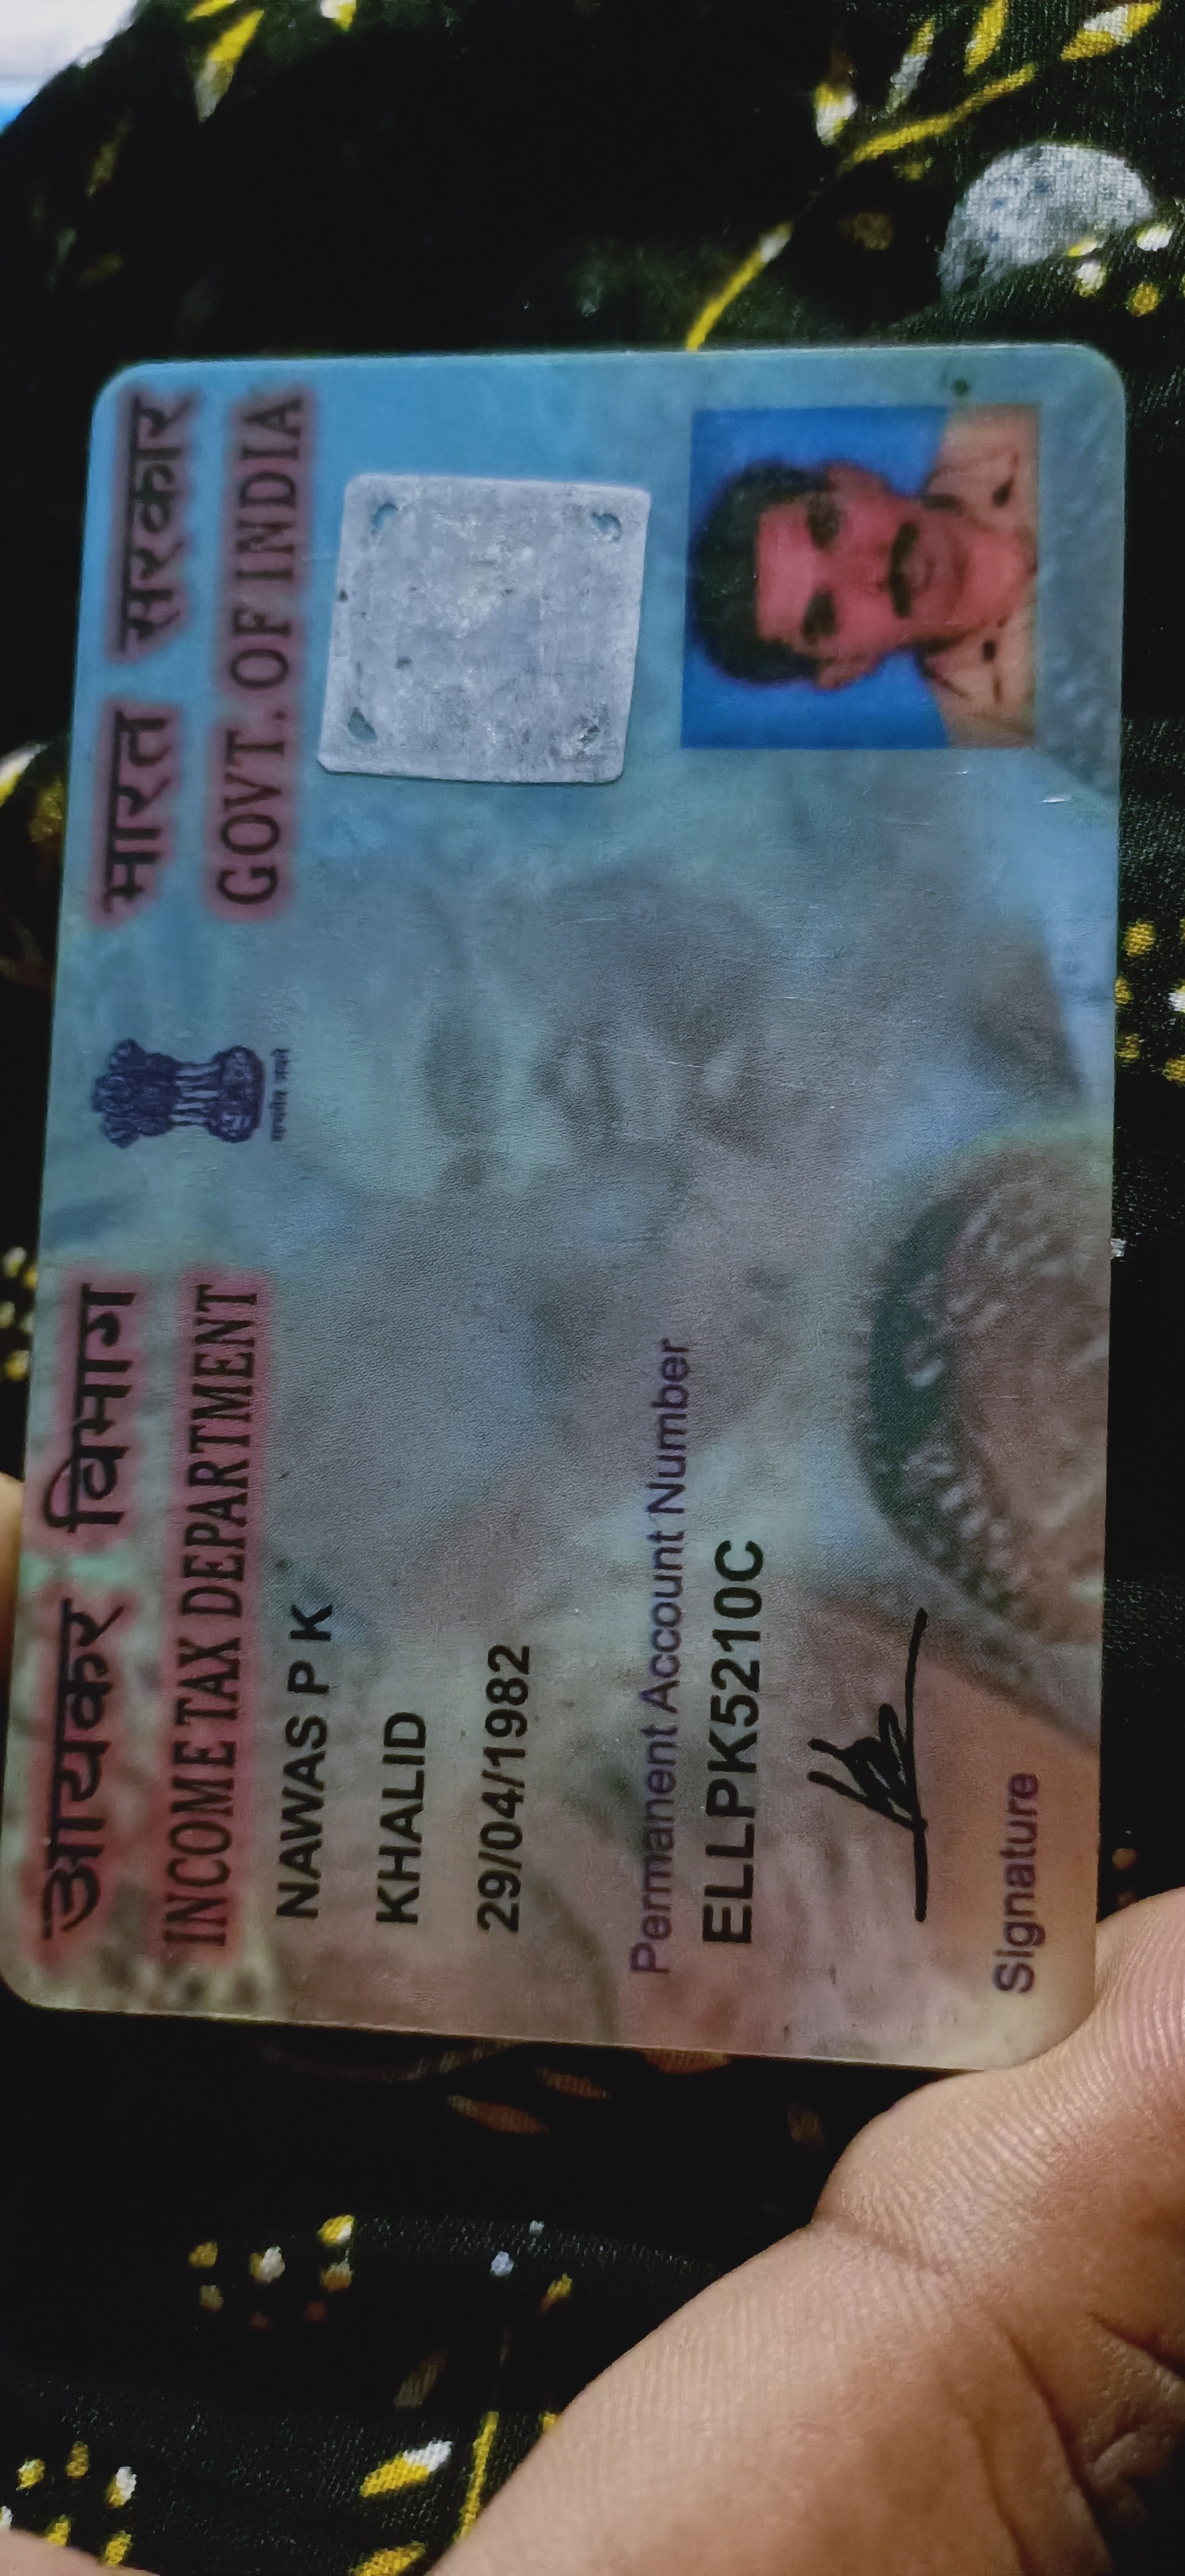 आयकर विभाग
INCOME TAX DEPARTMENT
भारत सरकार
GOVT. OF INDIA
सत्यमेव जयते
NAWAS P K
KHALID
29/04/1982
Permanent Account Number
ELLPK5210C
Signature